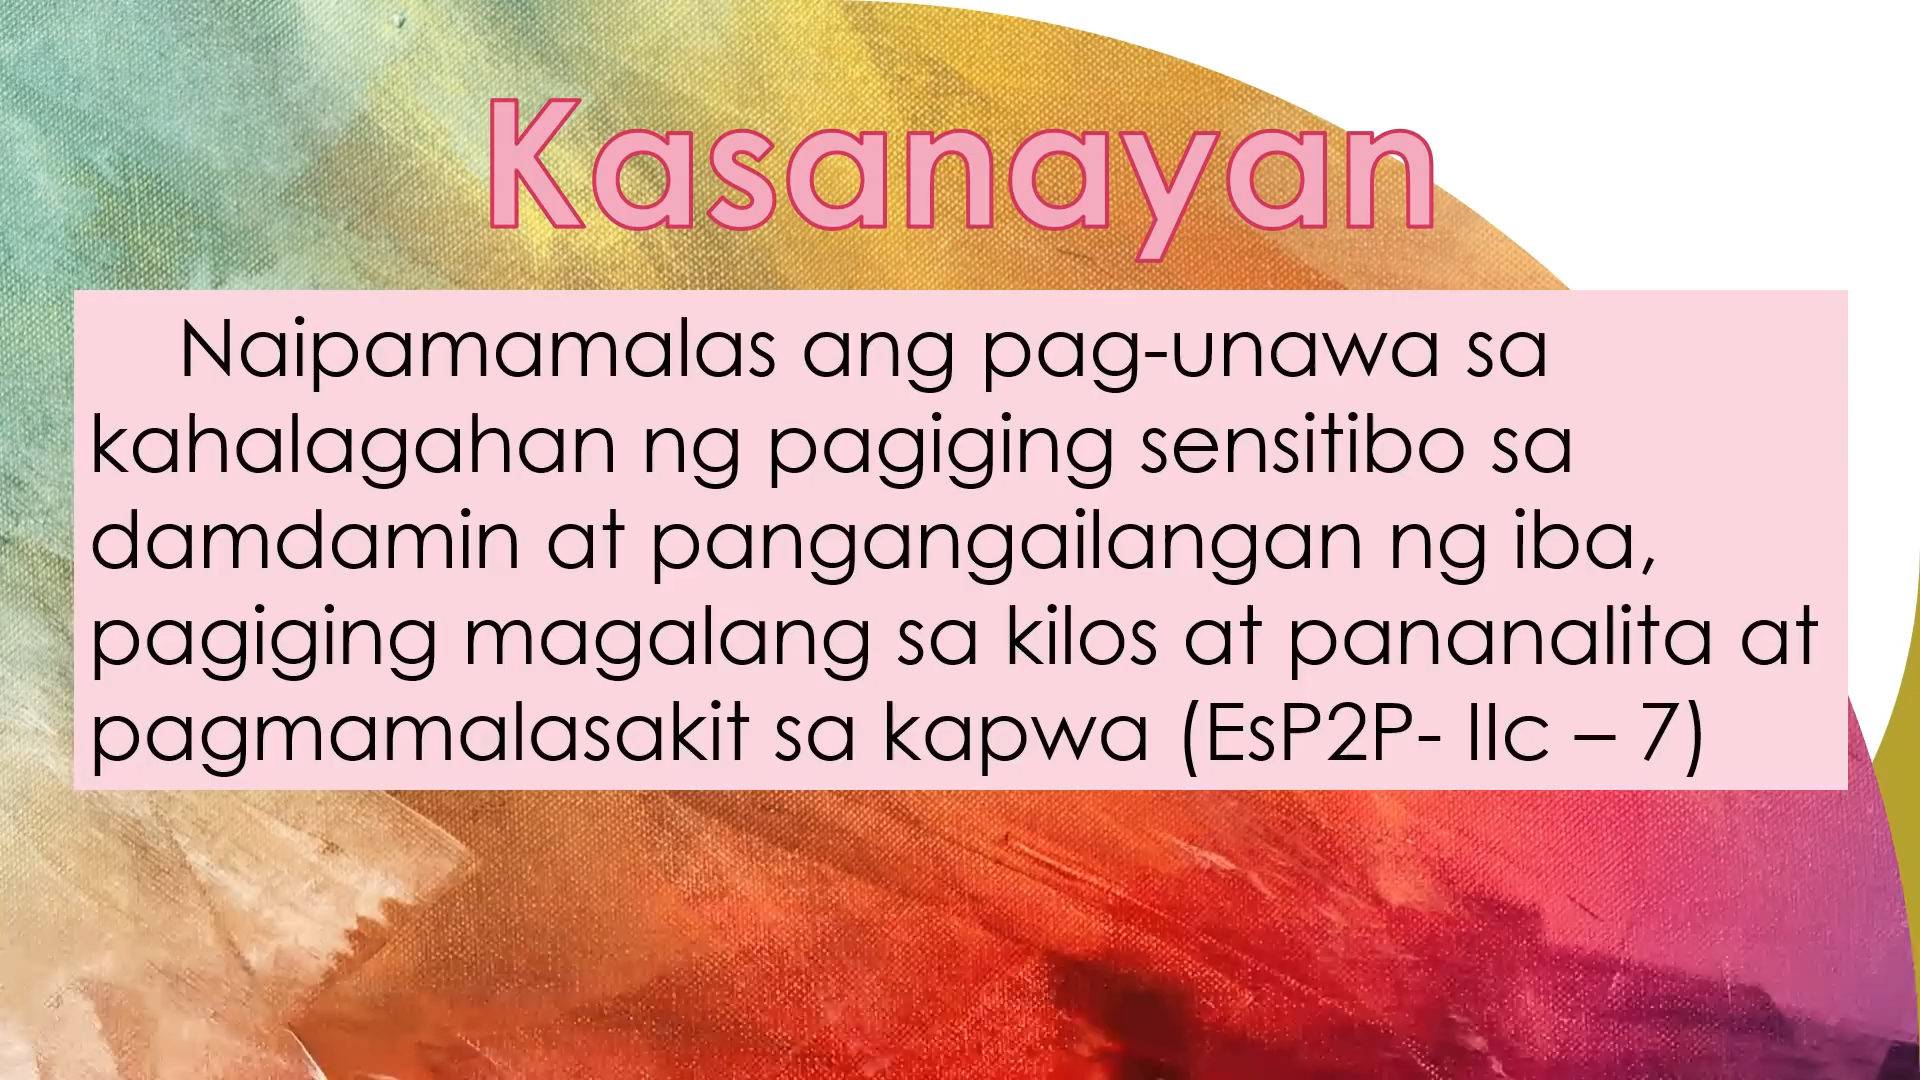 Kasanayan
Naipamamalas ang pag-unawa sa
kahalagahan ng pagiging sensitibo sa
damdamin at pangangailangan ng iba,
pagiging magalang sa kilos at pananalita at
pagmamalasakit sa kapwa (EsP2P- IIc – 7)